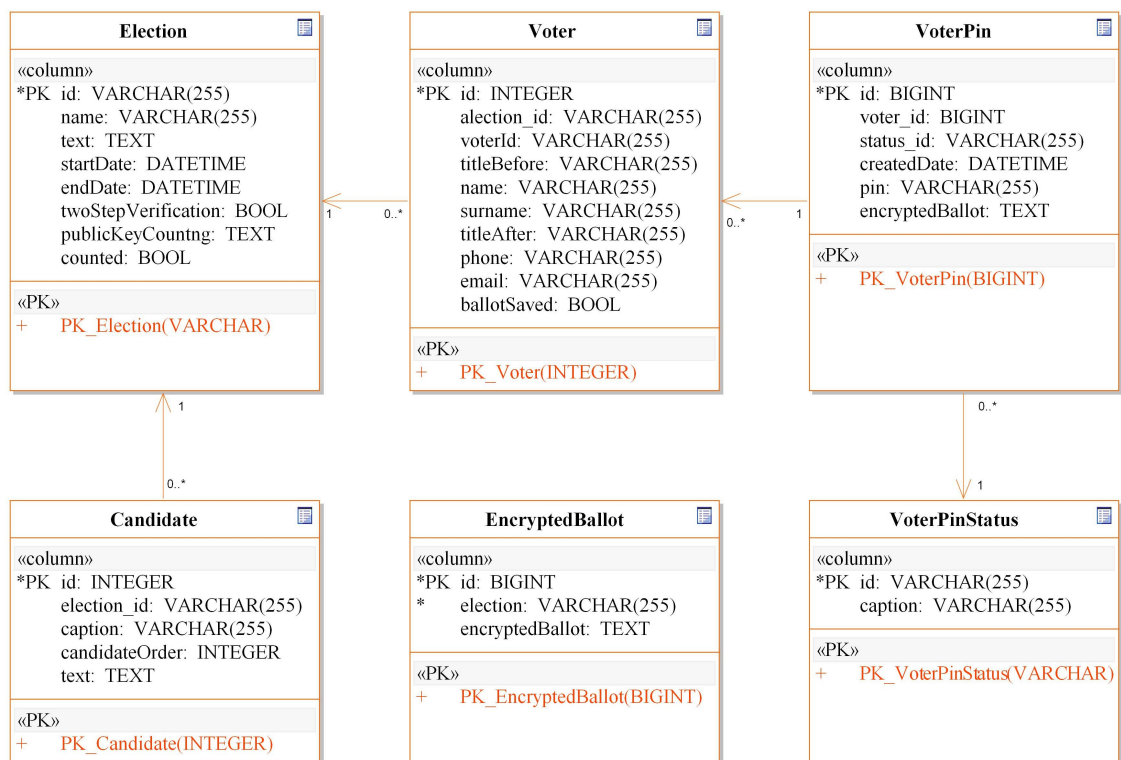 Election
«column»
*PK id: VARCHAR(255)
name: VARCHAR(255)
text: TEXT
startDate: DATETIME
endDate: DATETIME
twoStepVerification: BOOL
publicKeyCountng: TEXT
counted: BOOL
«PK»
+ PK_Election(VARCHAR)
1
0..*
Voter
«column»
*PK id: INTEGER
alection_id: VARCHAR(255)
voterId: VARCHAR(255)
titleBefore: VARCHAR(255)
name: VARCHAR(255)
surname: VARCHAR(255)
titleAfter: VARCHAR(255)
phone: VARCHAR(255)
email: VARCHAR(255)
ballotSaved: BOOL
«PK»
+ PK_Voter(INTEGER)
0..*
1
VoterPin
«column»
*PK id: BIGINT
voter_id: BIGINT
status_id: VARCHAR(255)
createdDate: DATETIME
pin: VARCHAR(255)
encryptedBallot: TEXT
«PK»
+ PK_VoterPin(BIGINT)
1
0..*
0..*
1
Candidate
«column»
*PK id: INTEGER
election_id: VARCHAR(255)
caption: VARCHAR(255)
candidateOrder: INTEGER
text: TEXT
«PK»
+ PK_Candidate(INTEGER)
EncryptedBallot
«column»
*PK id: BIGINT
* election: VARCHAR(255)
encryptedBallot: TEXT
«PK»
+ PK_EncryptedBallot(BIGINT)
VoterPinStatus
«column»
*PK id: VARCHAR(255)
caption: VARCHAR(255)
«PK»
+ PK_VoterPinStatus(VARCHAR)